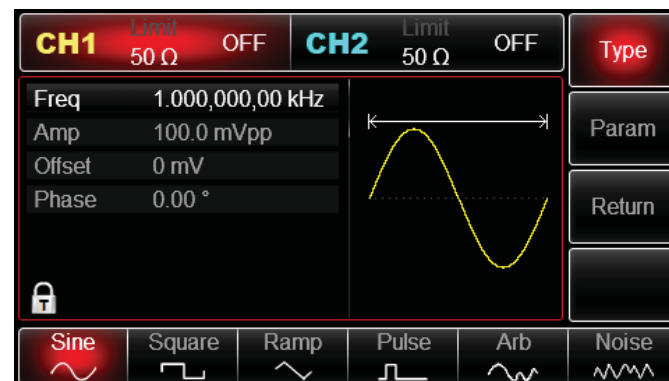 CH1 Limit 50 Ω OFF CH2 Limit 50 Ω OFF Type
Freq 1.000,000,00 kHz
Amp 100.0 mVpp
Offset 0 mV
Phase 0.00 °
Param
Return
T
Sine Square Ramp Pulse Arb Noise